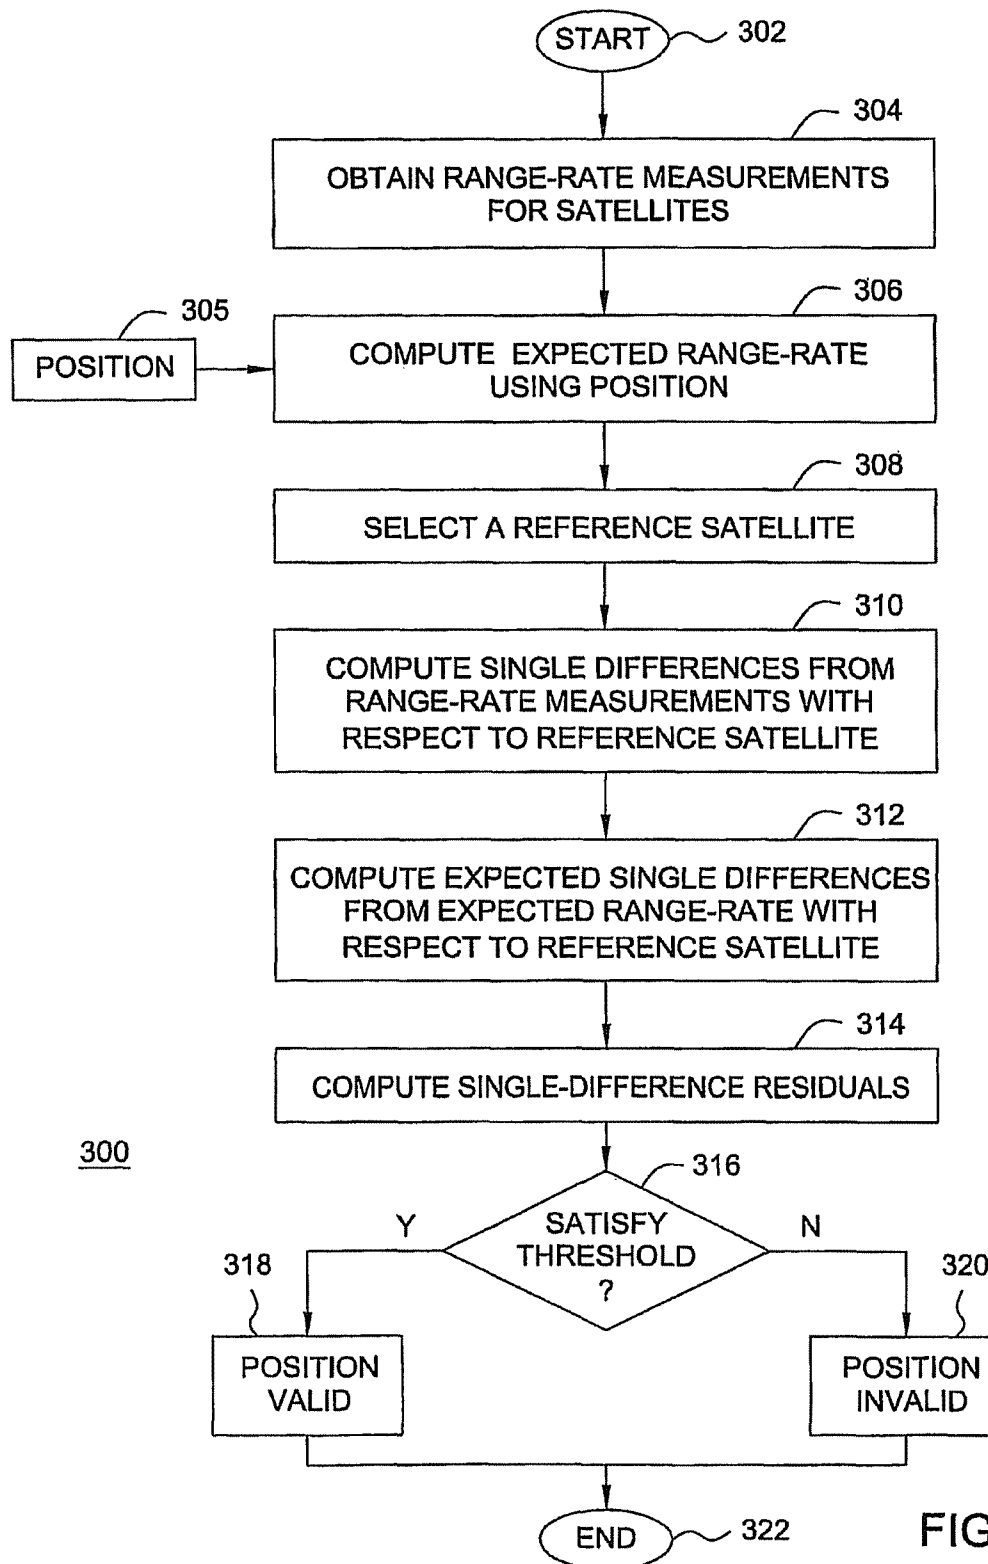 START
302
304
OBTAIN RANGE-RATE MEASUREMENTS
FOR SATELLITES
305
306
POSITION
COMPUTE EXPECTED RANGE-RATE
USING POSITION
308
SELECT A REFERENCE SATELLITE
310
COMPUTE SINGLE DIFFERENCES FROM
RANGE-RATE MEASUREMENTS WITH
RESPECT TO REFERENCE SATELLITE
312
COMPUTE EXPECTED SINGLE DIFFERENCES
FROM EXPECTED RANGE-RATE WITH
RESPECT TO REFERENCE SATELLITE
314
COMPUTE SINGLE-DIFFERENCE RESIDUALS
300
316
Y
SATISFY
THRESHOLD
?
N
318
320
POSITION
VALID
POSITION
INVALID
END
322
FIG